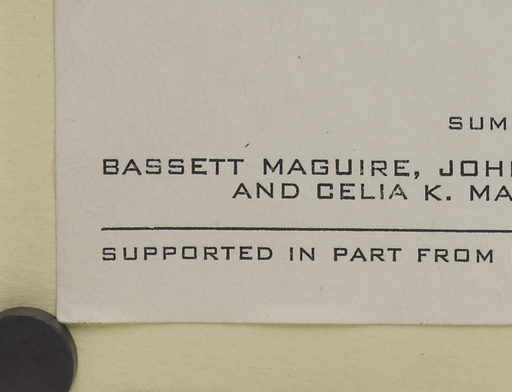 SUM
BASSETT MAGUIRE, JOH
AND CELIA K. MA
SUPPORTED IN PART FROM